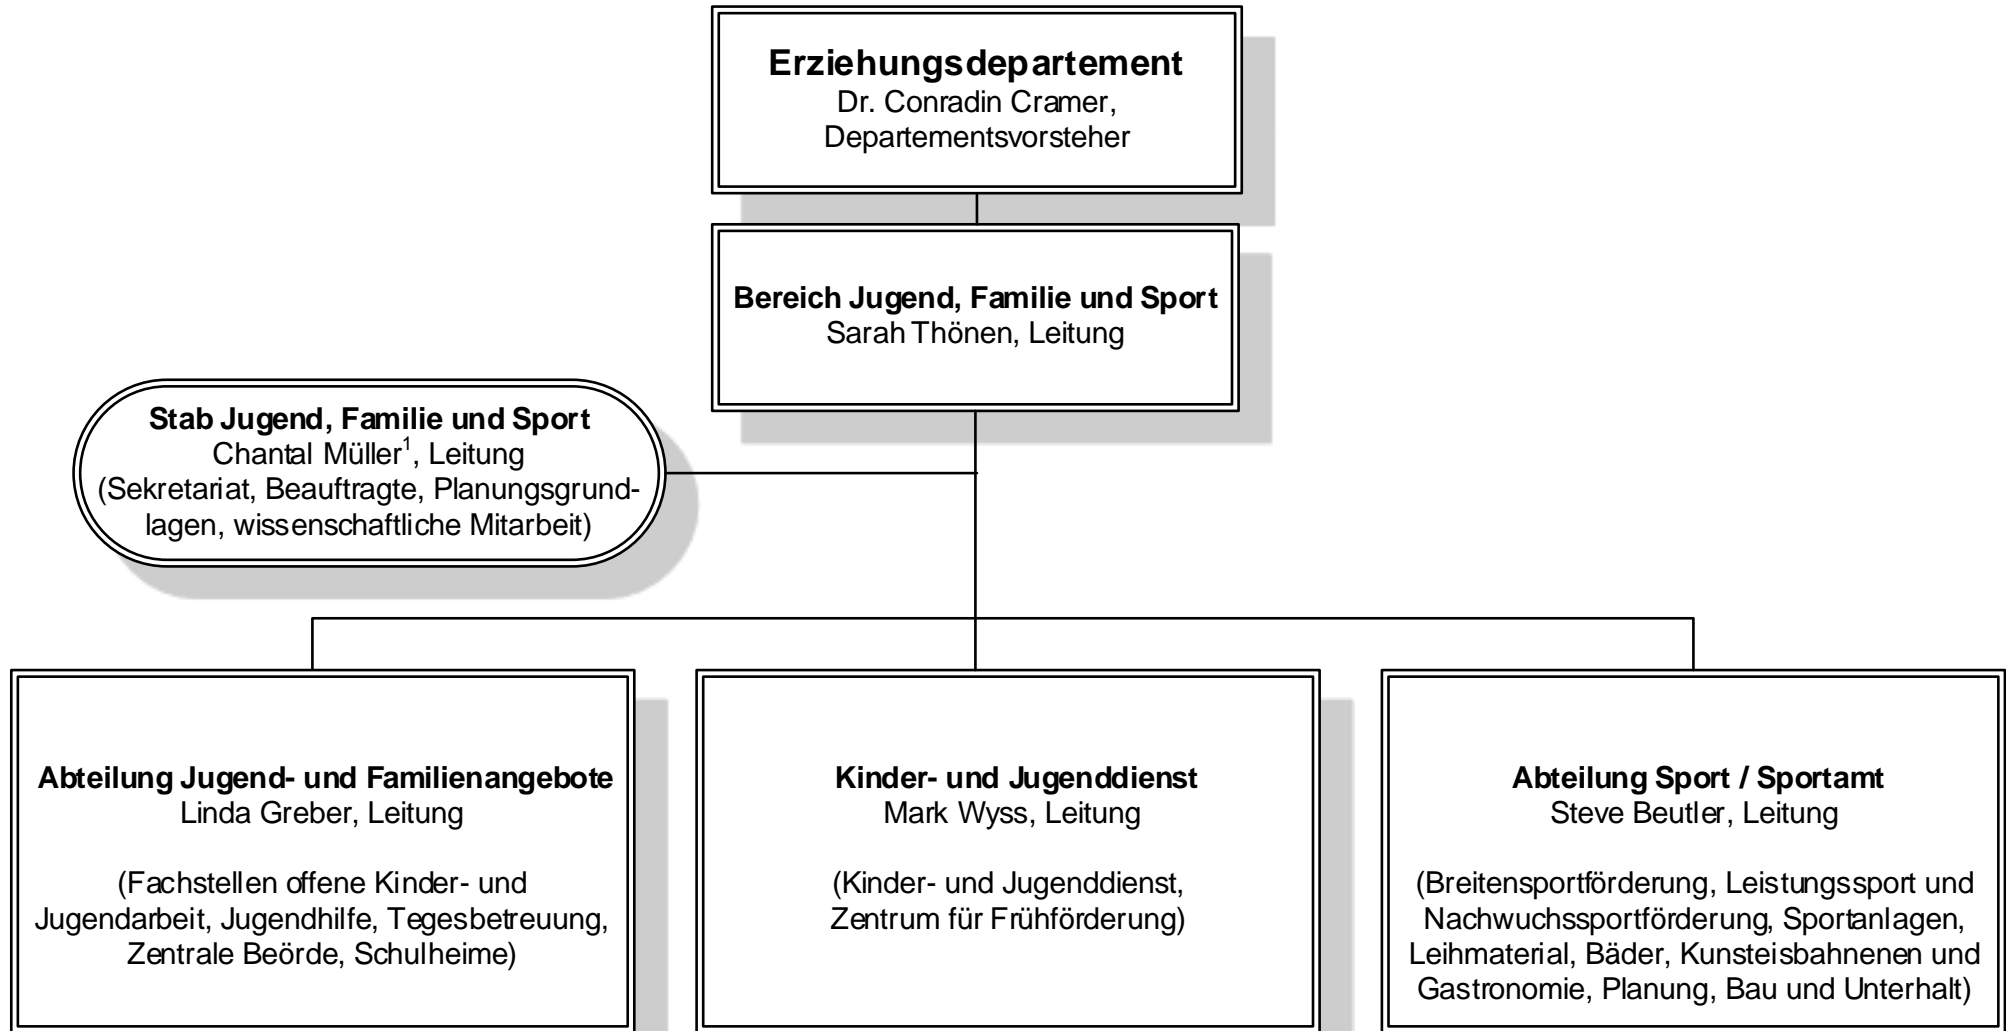 Erziehungsdepartement
Dr. Conradin Cramer,
Departementsvorsteher
Bereich Jugend, Familie und Sport
Sarah Thönen, Leitung
Stab Jugend, Familie und Sport
Chantal Müller¹, Leitung
(Sekretariat, Beauftragte, Planungsgrund-
lagen, wissenschaftliche Mitarbeit)
Abteilung Jugend- und Familienangebote
Linda Greber, Leitung
(Fachstellen offene Kinder- und
Jugendarbeit, Jugendhilfe, Tegesbetreuung,
Zentrale Beörde, Schulheime)
Kinder- und Jugenddienst
Mark Wyss, Leitung
(Kinder- und Jugenddienst,
Zentrum für Frühförderung)
Abteilung Sport / Sportamt
Steve Beutler, Leitung
(Breitensportförderung, Leistungssport und
Nachwuchssportförderung, Sportanlagen,
Leihmaterial, Bäder, Kunsteisbahnenen und
Gastronomie, Planung, Bau und Unterhalt)